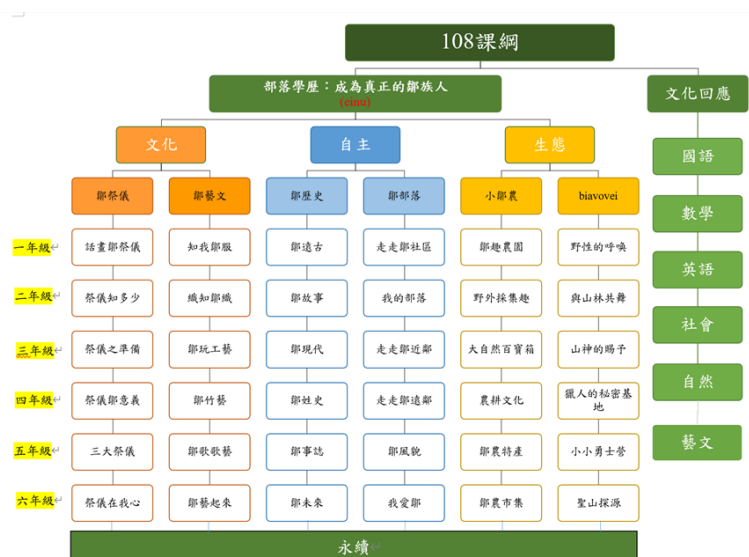 108課綱
部落學歷：成為真正的鄒族人
(einu)
文化回應
文化
自主
生態
國語
鄒祭儀
鄒藝文
鄒歷史
鄒部落
小鄒農
biavovei
數學
一年級
話畫鄒祭儀
知我鄒服
鄒遠古
走走鄒社區
鄒趣農園
野性的呼喚
英語
二年級
祭儀知多少
織知鄒織
鄒故事
我的部落
野外採集趣
與山林共舞
社會
三年級
祭儀之準備
鄒玩工藝
鄒現代
走走鄒近鄰
大自然百寶箱
山神的賜予
自然
四年級
祭儀鄒意義
鄒竹藝
鄒姓史
走走鄒遠鄰
農耕文化
獵人的秘密基
地
藝文
五年級
三大祭儀
鄒歌歌藝
鄒事誌
鄒風貌
鄒農特產
小小勇士營
六年級
祭儀在我心
鄒藝起來
鄒未來
我愛鄒
鄒農市集
聖山探源
永續